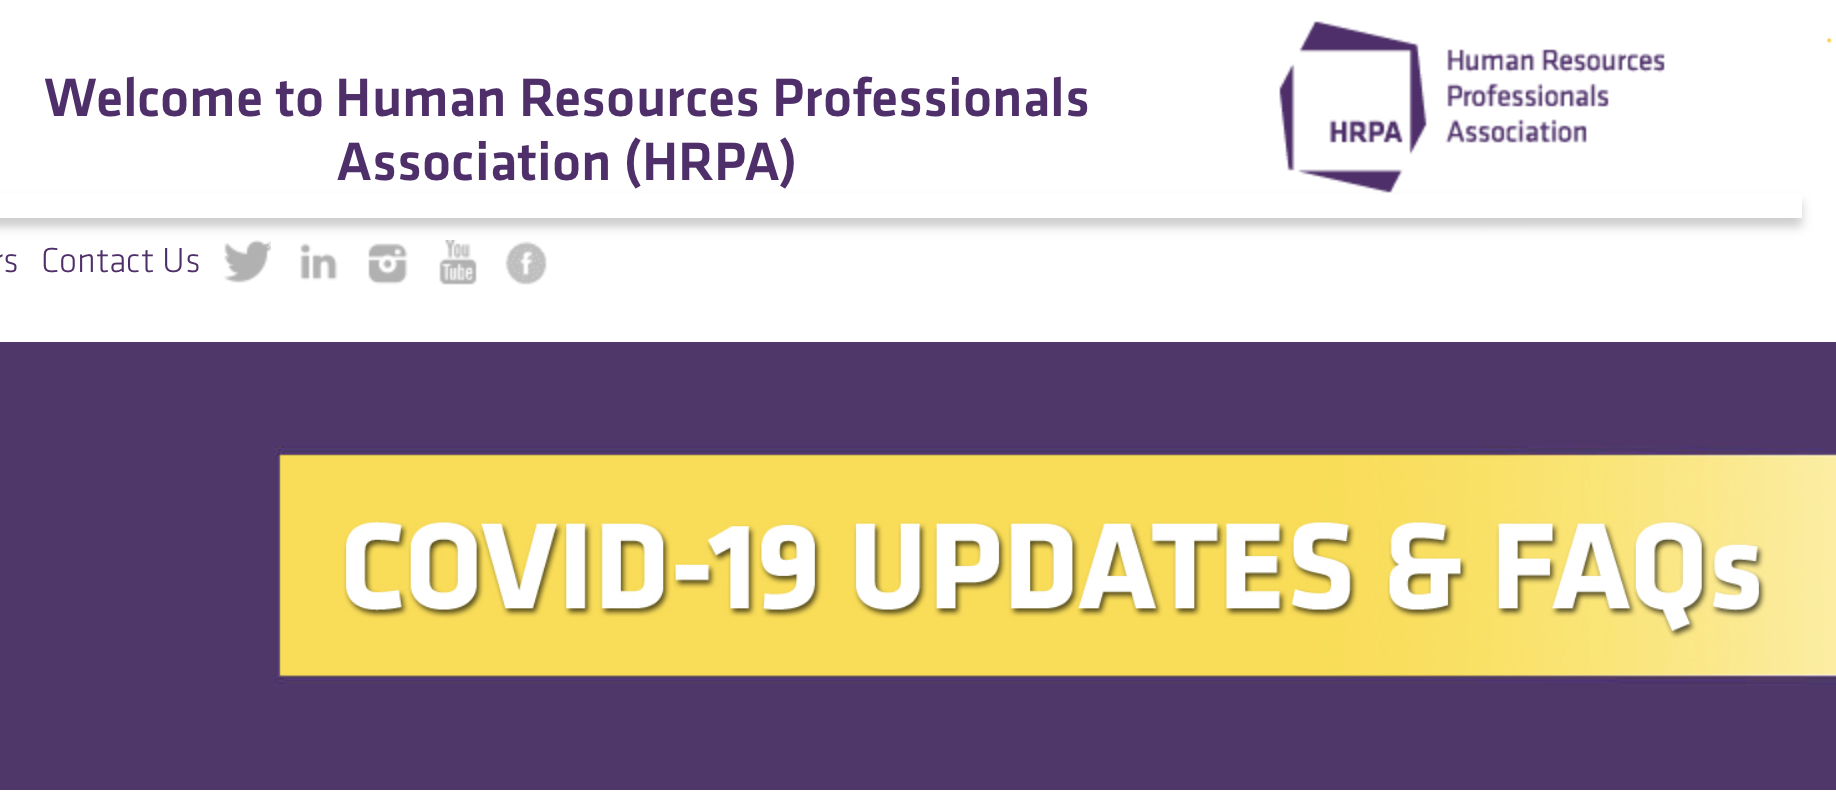 Welcome to Human Resources Professionals
Association (HRPA)
HRPA
Human Resources
Professionals
Association
Contact Us
in
You
Tube
f
COVID-19 UPDATES & FAQs